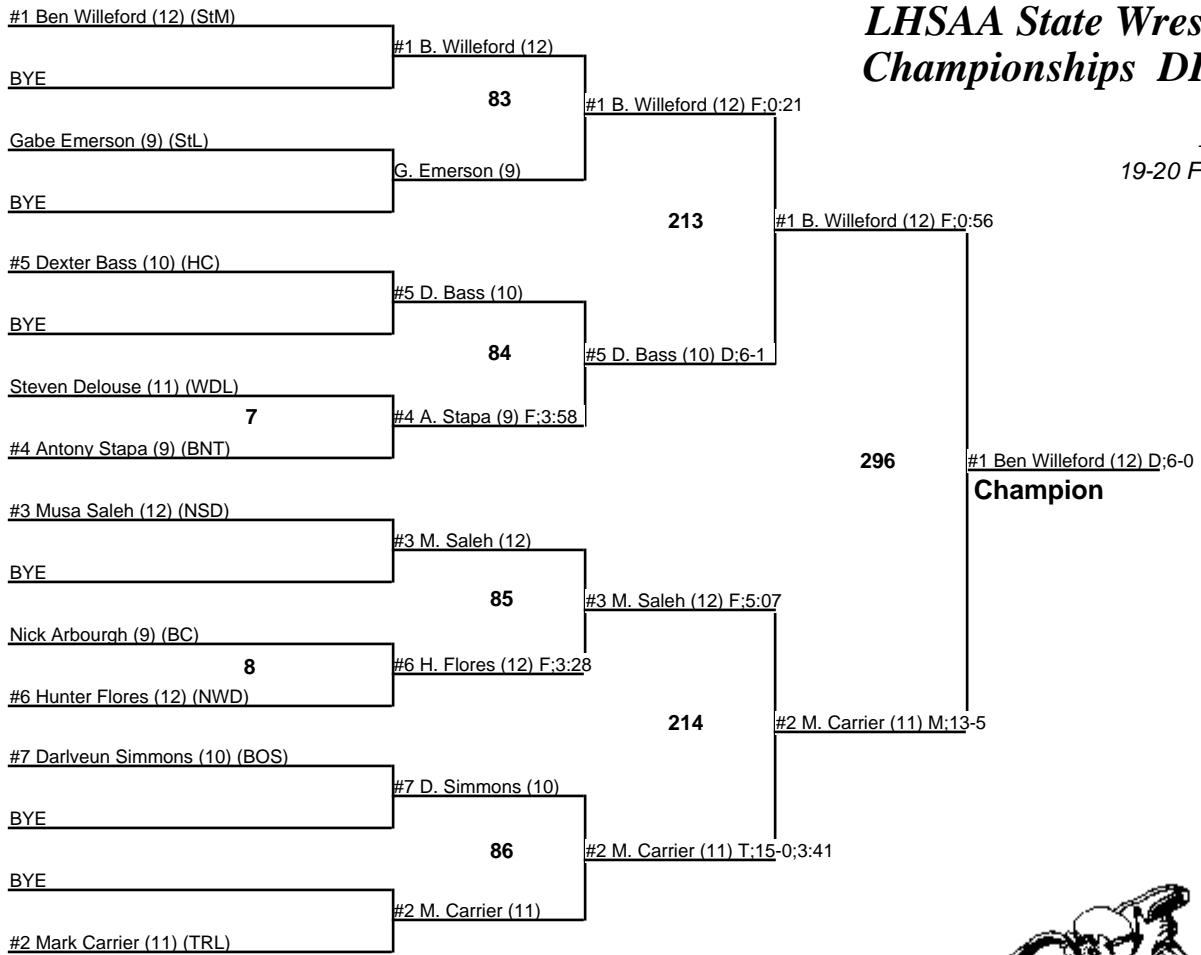 LHSAA State Wres
Championships DI
19-20 F
#1 Ben Willeford (12) (StM)
BYE
Gabe Emerson (9) (StL)
BYE
#5 Dexter Bass (10) (HC)
BYE
Steven Delouse (11) (WDL)
7
#4 Antony Stapa (9) (BNT)
#3 Musa Saleh (12) (NSD)
BYE
Nick Arbourgh (9) (BC)
8
#6 Hunter Flores (12) (NWD)
#7 Darlveun Simmons (10) (BOS)
BYE
BYE
#2 Mark Carrier (11) (TRL)
#1 B. Willeford (12)
83
G. Emerson (9)
#5 D. Bass (10)
84
#4 A. Stapa (9) F;3:58
#3 M. Saleh (12)
85
#6 H. Flores (12) F;3:28
#7 D. Simmons (10)
86
#2 M. Carrier (11)
#1 B. Willeford (12) F;0:21
213
#5 D. Bass (10) D;6-1
#3 M. Saleh (12) F;5:07
214
#2 M. Carrier (11) T;15-0;3:41
#1 B. Willeford (12) F;0:56
296
#2 M. Carrier (11) M;13-5
#1 Ben Willeford (12) D;6-0
Champion